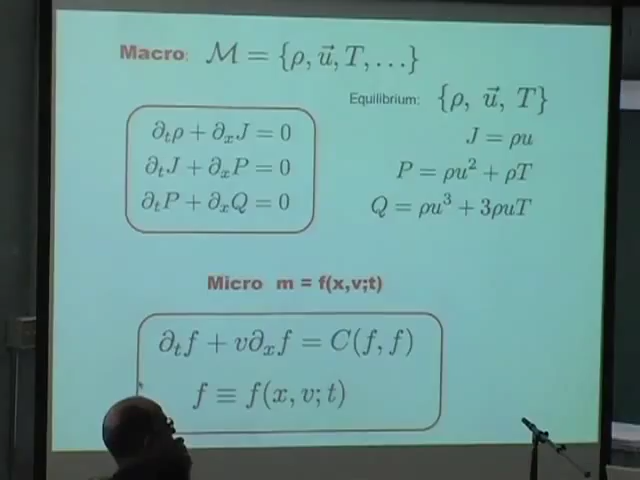 Macro: ℳ = {ρ, u⃗, T, …}
Equilibrium: {ρ, u⃗, T}
∂ₜρ + ∂ₓJ = 0
∂ₜJ + ∂ₓP = 0
∂ₜP + ∂ₓQ = 0
J = ρu
P = ρu² + ρT
Q = ρu³ + 3ρuT
Micro m = f(x,v;t)
∂ₜf + v∂ₓf = C(f, f)
f ≡ f(x, v; t)